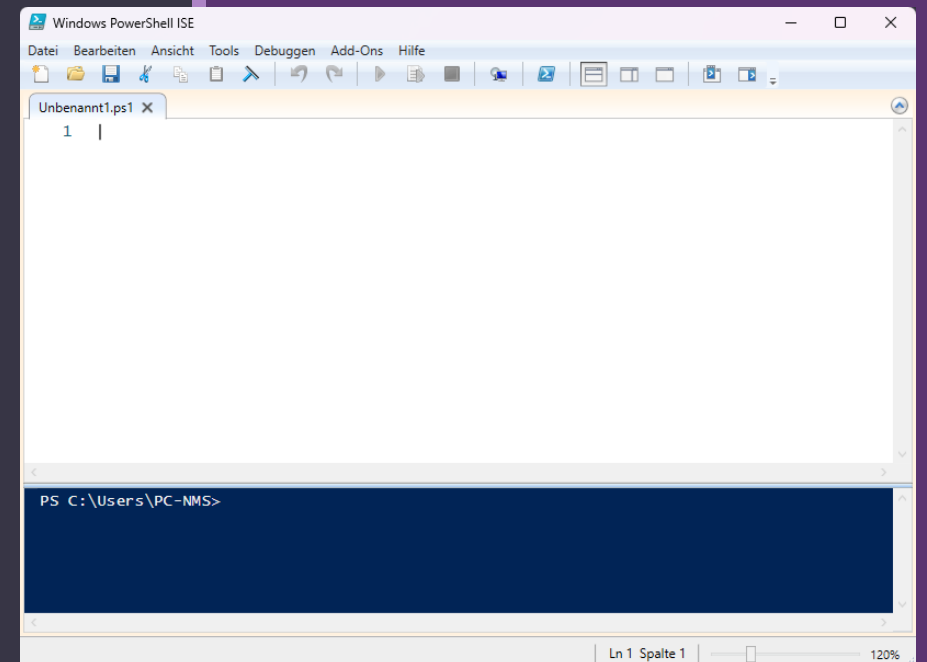 Windows PowerShell ISE
Datei Bearbeiten Ansicht Tools Debuggen Add-Ons Hilfe
Unbenannt1.ps1
1
PS C:\Users\PC-NMS>
Ln 1 Spalte 1 120%